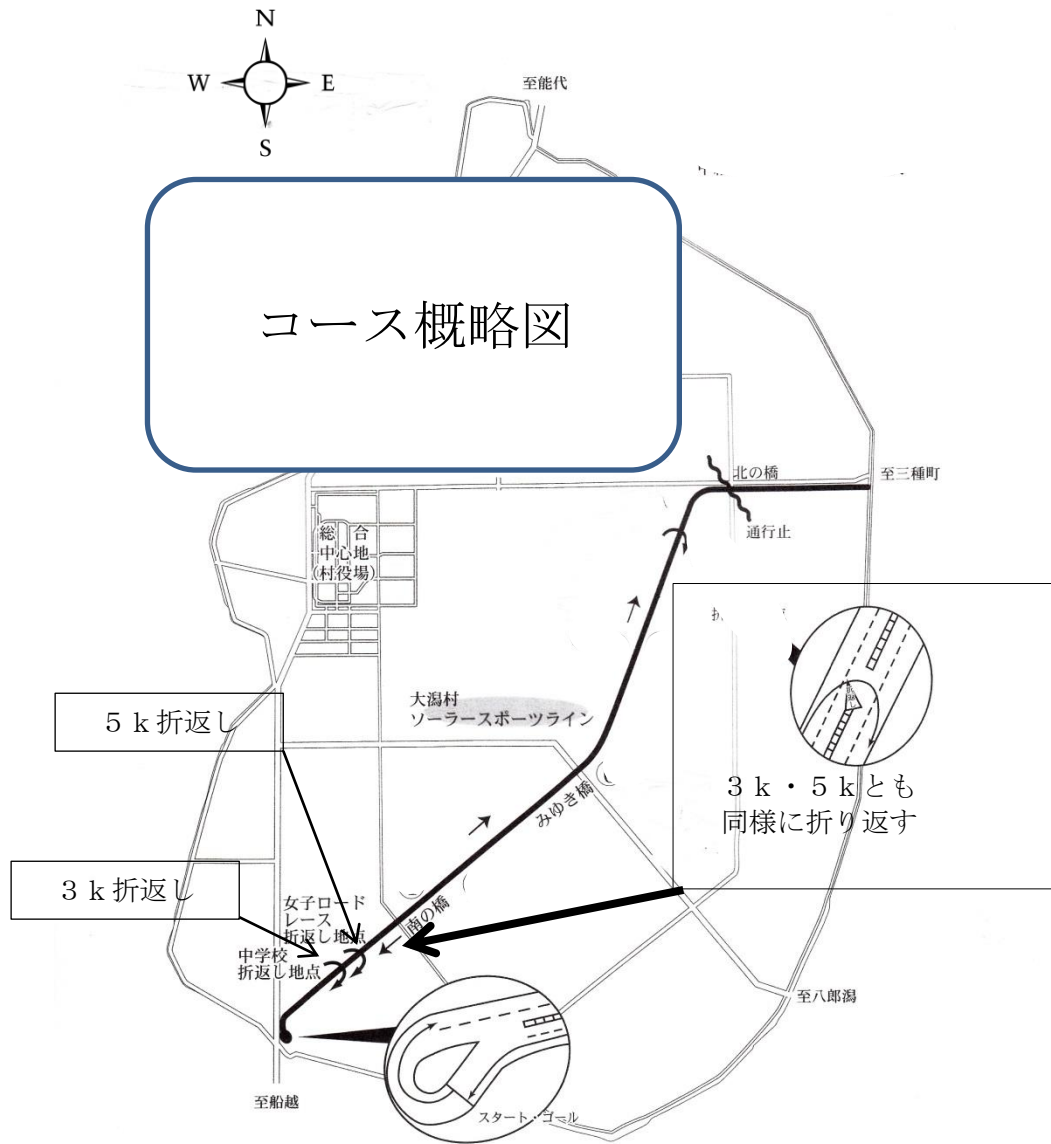 N
W
E
S
至能代
コース概略図
北の橋
至三種町
通行止
総合
中心地
(村役場)
大潟村
ソーラースポーツライン
5k折返し
みゆき橋
3k・5kとも
同様に折り返す
3k折返し
女子ロード
レース
折返し地点
南の橋
中学校
折返し地点
至八郎潟
至船越
スタート・ゴール